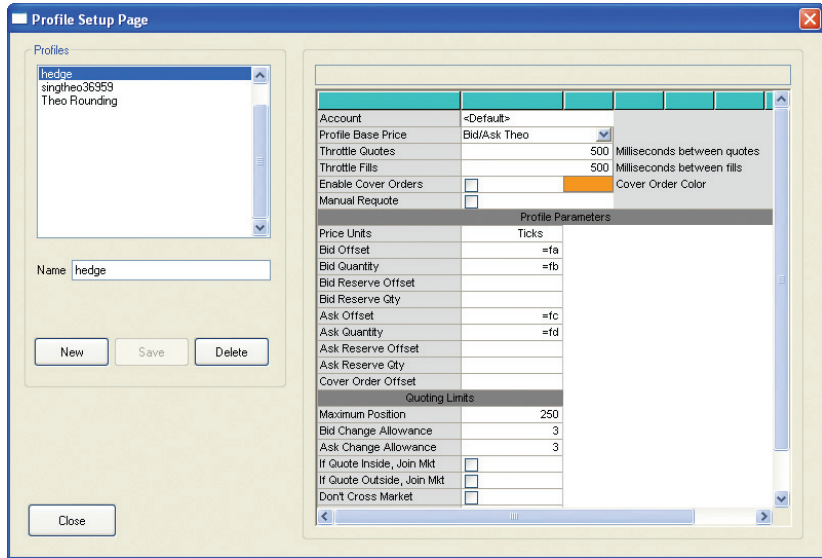 Profile Setup Page
Profiles
hedge
singtheo36959
Theo Rounding
Name hedge
New Save Delete
Close
Account <Default>
Profile Base Price Bid/Ask Theo
Throttle Quotes 500 Milliseconds between quotes
Throttle Fills 500 Milliseconds between fills
Enable Cover Orders Cover Order Color
Manual Requote
Profile Parameters
Price Units Ticks
Bid Offset =fa
Bid Quantity =fb
Bid Reserve Offset
Bid Reserve Qty
Ask Offset =fc
Ask Quantity =fd
Ask Reserve Offset
Ask Reserve Qty
Cover Order Offset
Quoting Limits
Maximum Position 250
Bid Change Allowance 3
Ask Change Allowance 3
If Quote Inside, Join Mkt
If Quote Outside, Join Mkt
Don't Cross Market